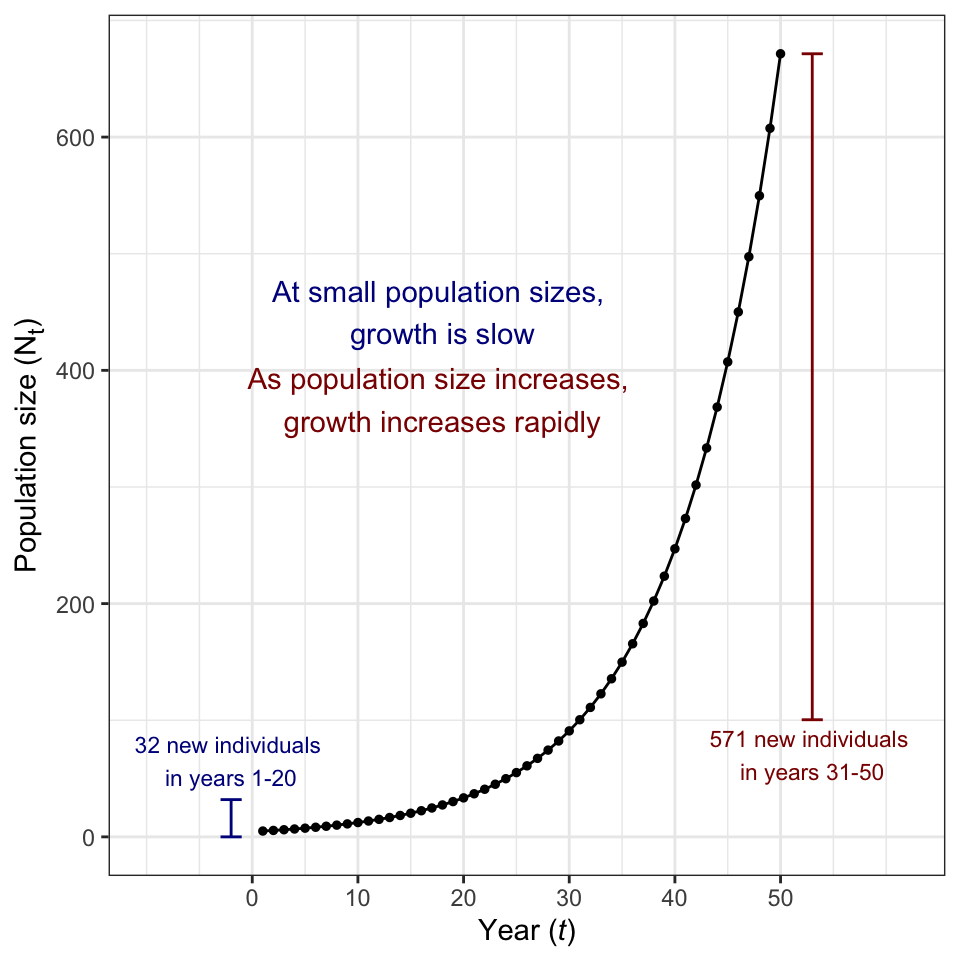 600
At small population sizes,
growth is slow
400
As population size increases,
growth increases rapidly
Population size (Nt)
200
32 new individuals
in years 1-20
571 new individuals
in years 31-50
0
0 10 20 30 40 50
Year (t)